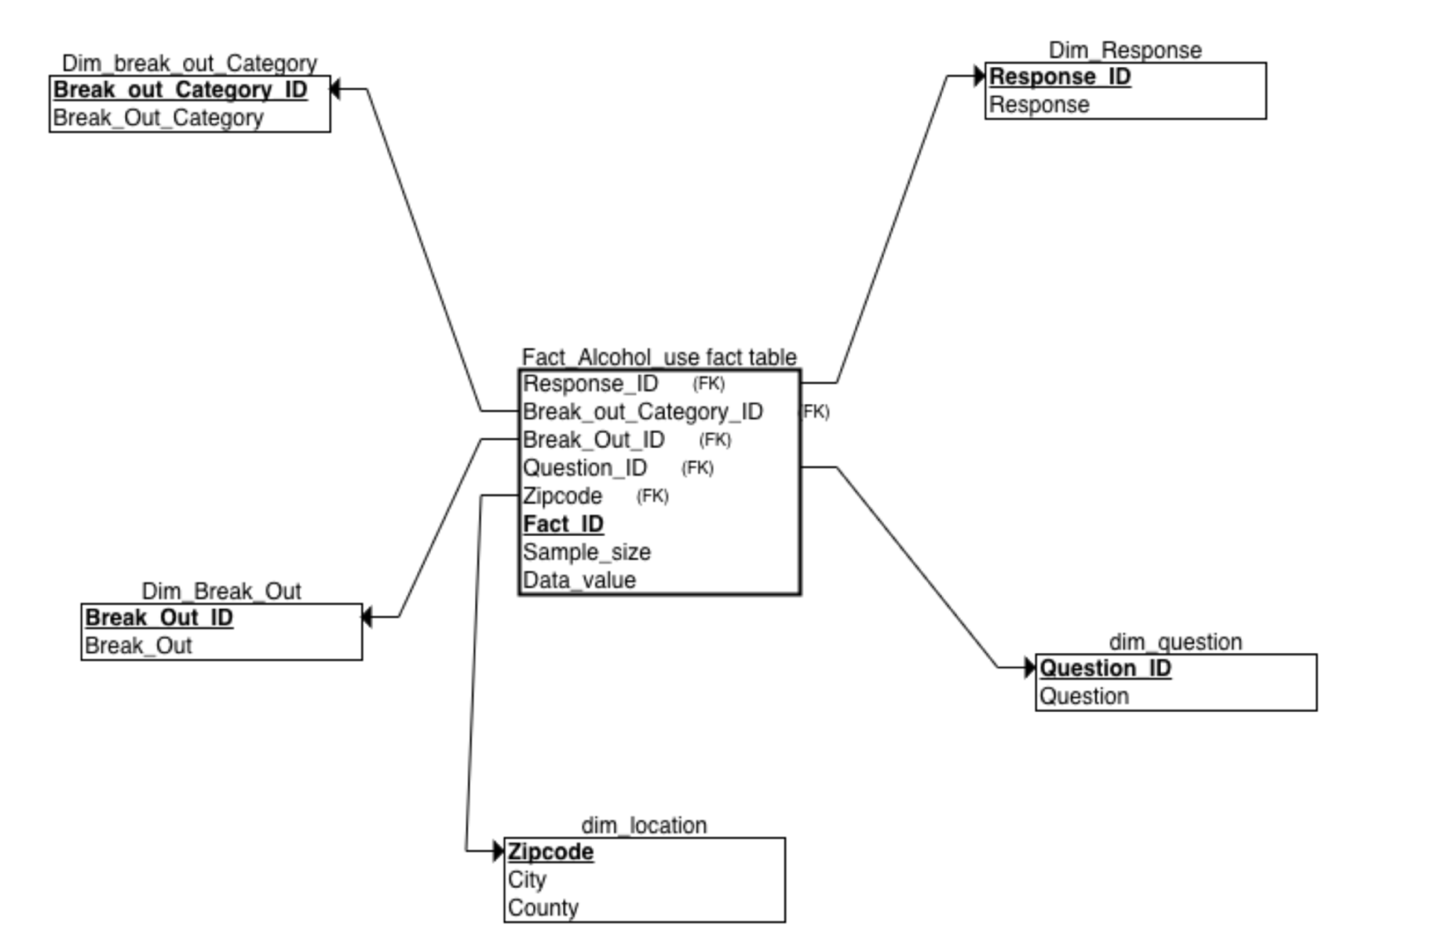 Dim_break_out_Category
Break_out_Category_ID
Break_Out_Category
Dim_Response
Response_ID
Response
Fact_Alcohol_use fact table
Response_ID (FK)
Break_out_Category_ID (FK)
Break_Out_ID (FK)
Question_ID (FK)
Zipcode (FK)
Fact_ID
Sample_size
Data_value
Dim_Break_Out
Break_Out_ID
Break_Out
dim_question
Question_ID
Question
dim_location
Zipcode
City
County